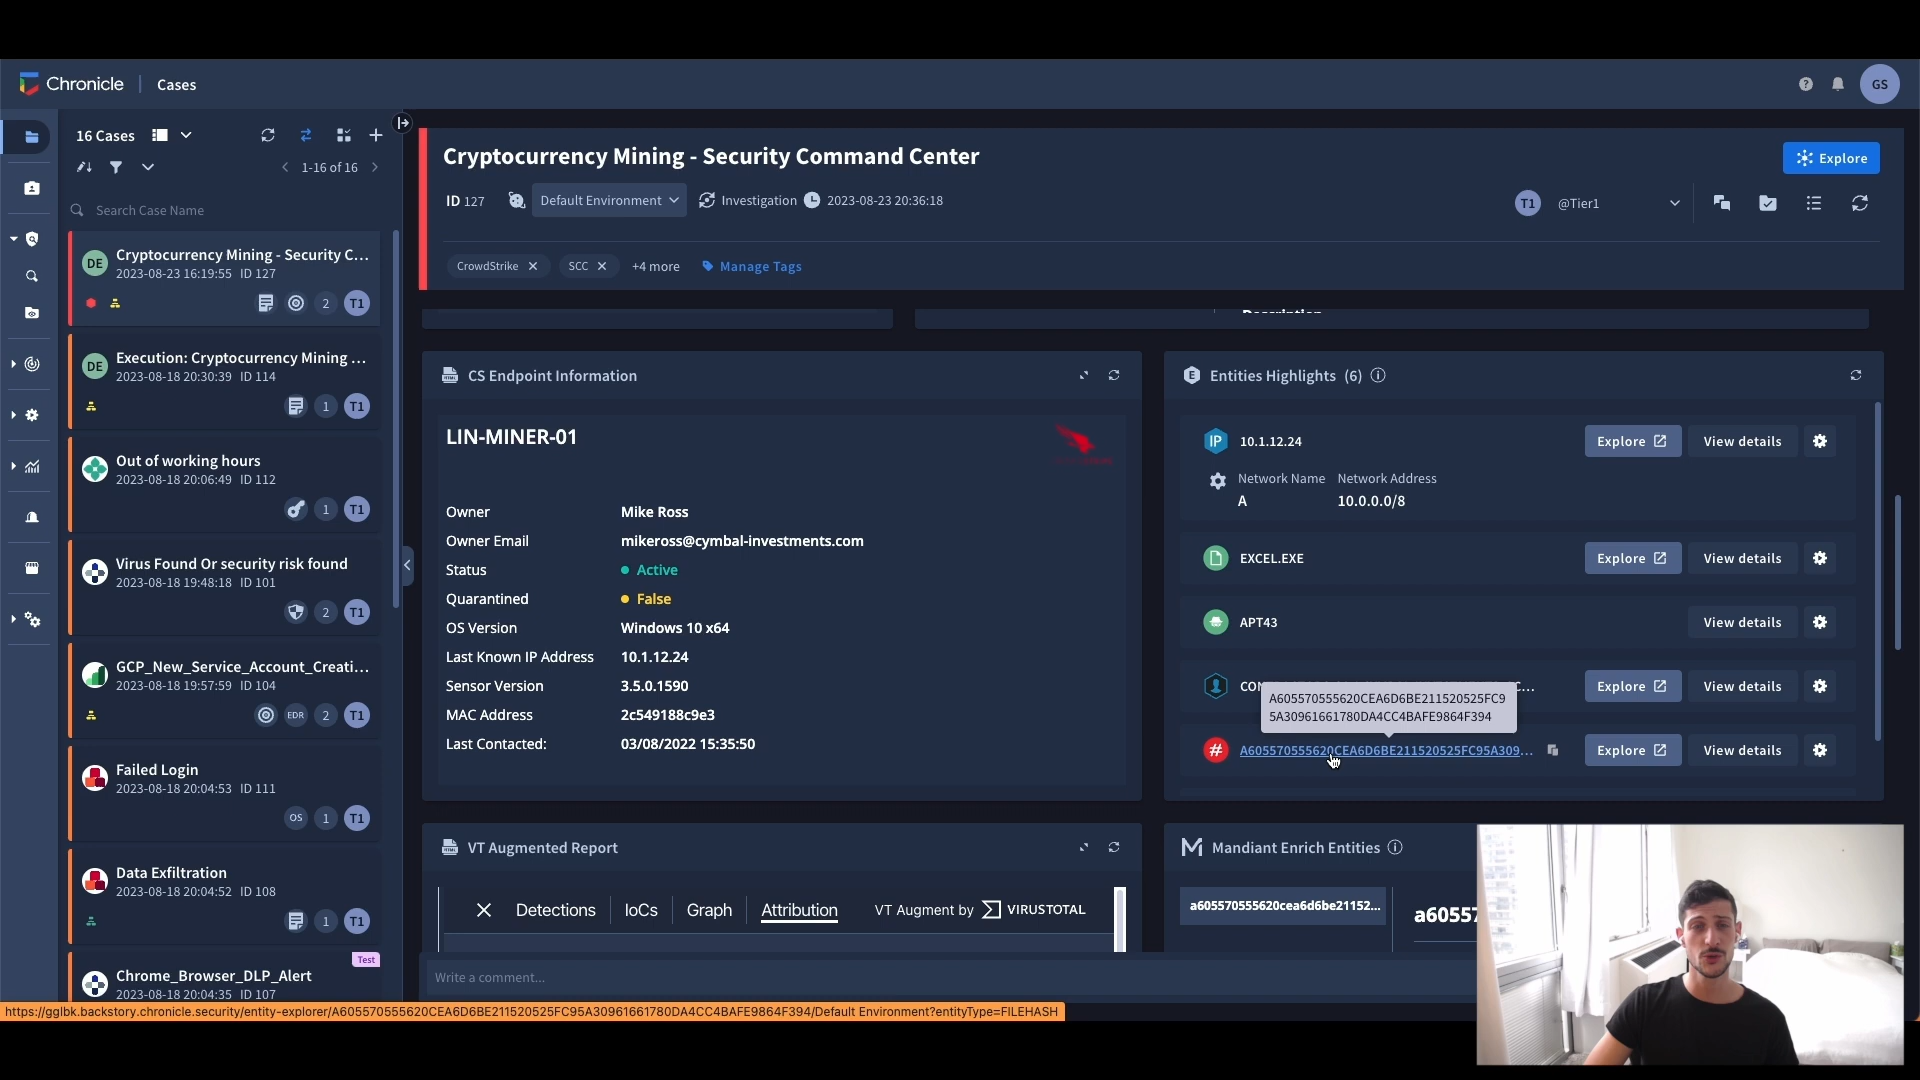 Chronicle
Cases
GS
16 Cases
1-16 of 16
Search Case Name
DE
Cryptocurrency Mining - Security C...
2023-08-23 16:19:55 ID 127
2
T1
DE
Execution: Cryptocurrency Mining ...
2023-08-18 20:30:39 ID 114
1
T1
Out of working hours
2023-08-18 20:06:49 ID 112
1
T1
Virus Found Or security risk found
2023-08-18 19:48:18 ID 101
2
T1
GCP_New_Service_Account_Creati...
2023-08-18 19:57:59 ID 104
EDR
2
T1
Failed Login
2023-08-18 20:04:53 ID 111
OS
1
T1
Data Exfiltration
2023-08-18 20:04:52 ID 108
1
T1
Test
Chrome_Browser_DLP_Alert
2023-08-18 20:04:35 ID 107
Cryptocurrency Mining - Security Command Center
Explore
ID 127
Default Environment
Investigation
2023-08-23 20:36:18
T1
@Tier1
CrowdStrike
SCC
+4 more
Manage Tags
Description
CS Endpoint Information
LIN-MINER-01
Owner Mike Ross
Owner Email mikeross@cymbal-investments.com
Status Active
Quarantined False
OS Version Windows 10 x64
Last Known IP Address 10.1.12.24
Sensor Version 3.5.0.1590
MAC Address 2c549188c9e3
Last Contacted: 03/08/2022 15:35:50
Entities Highlights (6)
IP 10.1.12.24 Explore View details
Network Name Network Address
A 10.0.0.0/8
EXCEL.EXE Explore View details
APT43 View details
CO C... Explore View details
A605570555620CEA6D6BE211520525FC9
5A30961661780DA4CC4BAFE9864F394
# A605570555620CEA6D6BE211520525FC95A309... Explore View details
VT Augmented Report
Detections IoCs Graph Attribution VT Augment by VIRUSTOTAL
Mandiant Enrich Entities
a605570555620cea6d6be21152...
a6055
Write a comment...
https://gglbk.backstory.chronicle.security/entity-explorer/A605570555620CEA6D6BE211520525FC95A30961661780DA4CC4BAFE9864F394/Default Environment?entityType=FILEHASH